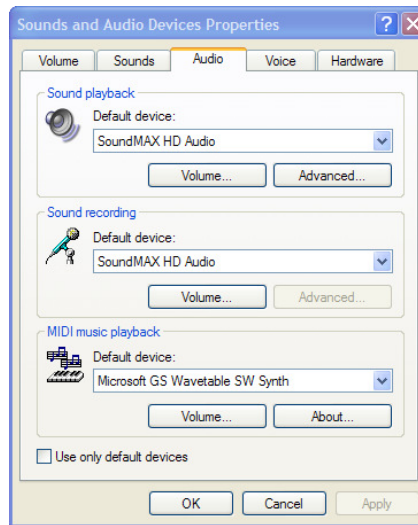 Sounds and Audio Devices Properties
Volume Sounds Audio Voice Hardware
Sound playback
Default device:
SoundMAX HD Audio
Volume... Advanced...
Sound recording
Default device:
SoundMAX HD Audio
Volume... Advanced...
MIDI music playback
Default device:
Microsoft GS Wavetable SW Synth
Volume... About...
Use only default devices
OK Cancel Apply